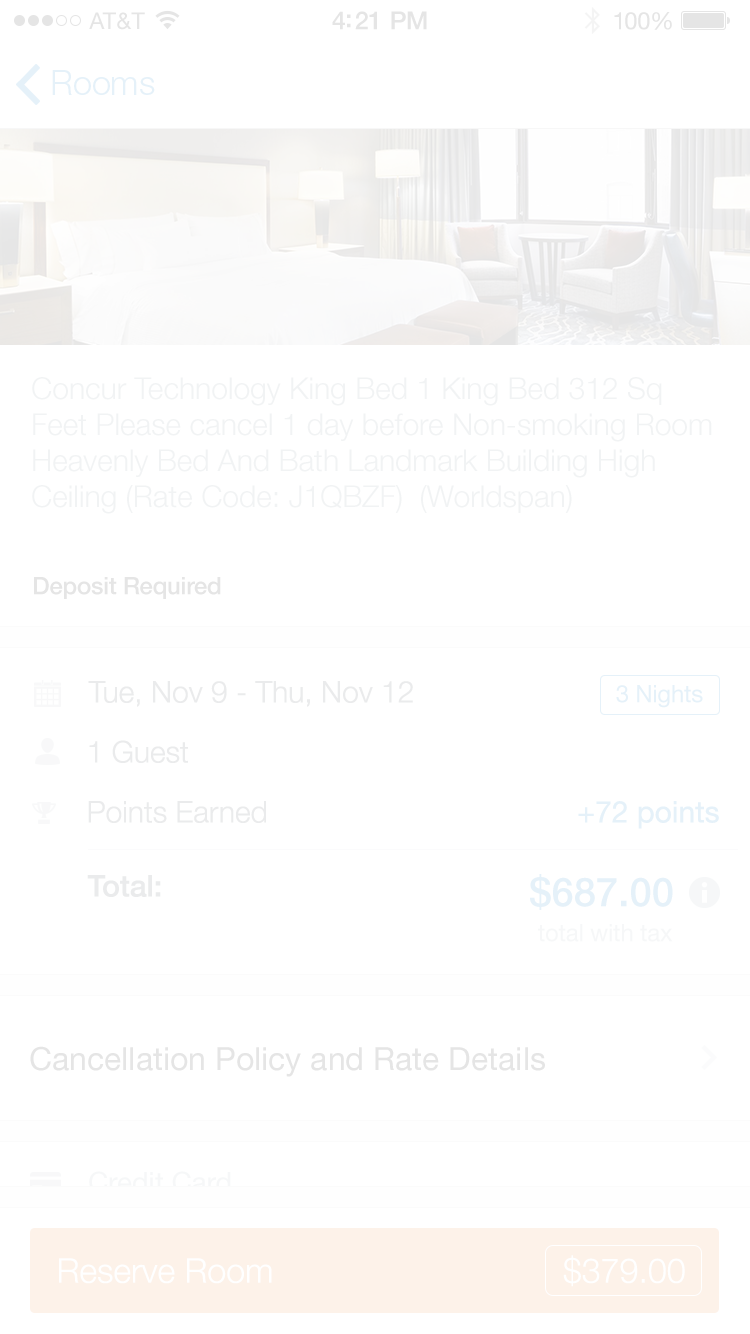 AT&T 4:21 PM 100%
Rooms
Concur Technology King Bed 1 King Bed 312 Sq
Feet Please cancel 1 day before Non-smoking Room
Heavenly Bed And Bath Landmark Building High
Ceiling (Rate Code: J1QBZF) (Worldspan)
Deposit Required
Tue, Nov 9 - Thu, Nov 12 3 Nights
1 Guest
Points Earned +72 points
Total: $687.00
total with tax
Cancellation Policy and Rate Details
Credit Card
Reserve Room $379.00